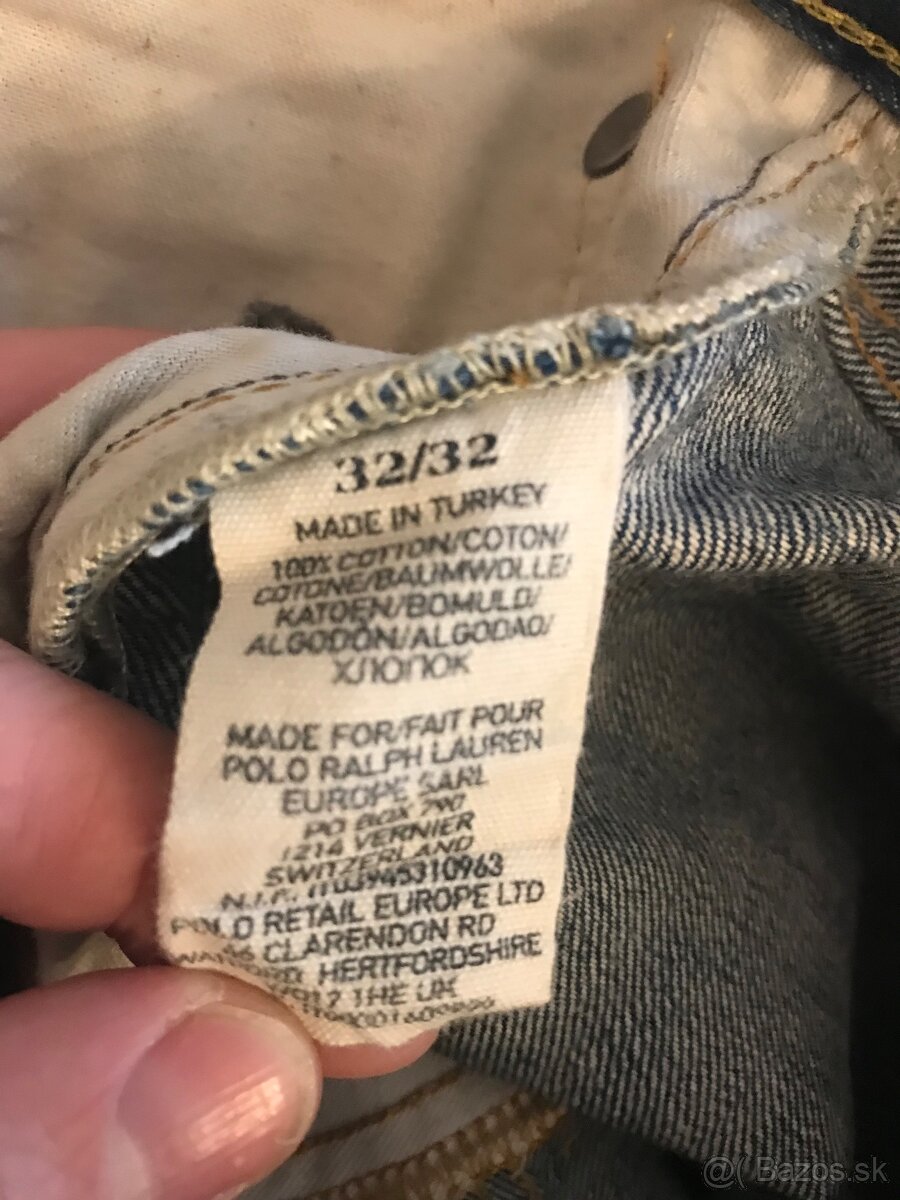 32/32
MADE IN TURKEY
100% COTTON/COTON/
COTONE/BAUMWOLLE/
KATOEN/BOMULD/
ALGODÓN/ALGODAO/
ХЛОПОК
MADE FOR/FAIT POUR
POLO RALPH LAUREN
EUROPE SARL
PO BOX 790
1214 VERNIER
SWITZERLAND
N.I.F.
POLO RETAIL EUROPE LTD
CLARENDON RD
HERTFORDSHIRE
THE UK
@( Bazos.sk